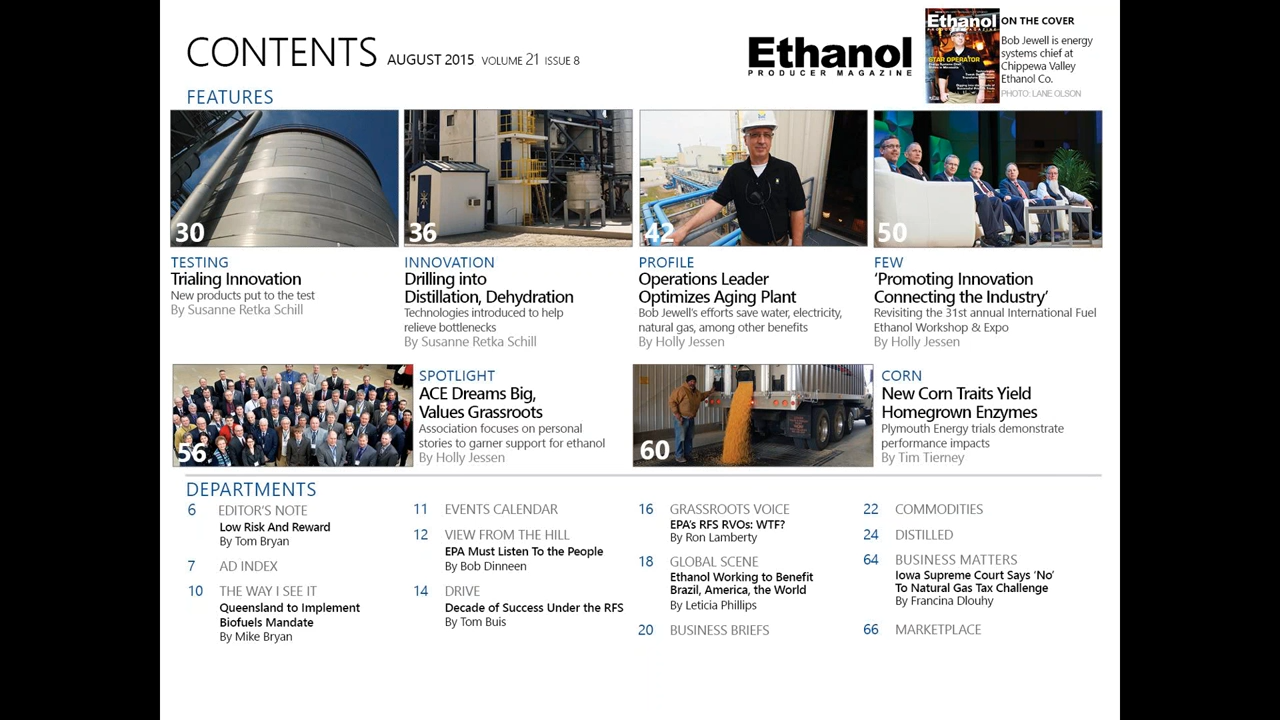 CONTENTS AUGUST 2015 VOLUME 21 ISSUE 8
Ethanol
PRODUCER MAGAZINE
Ethanol
STAR OPERATOR
ON THE COVER
Bob Jewell is energy
systems chief at
Chippewa Valley
Ethanol Co.
PHOTO: LANE OLSON
FEATURES
30
TESTING
Trialing Innovation
New products put to the test
By Susanne Retka Schill
36
INNOVATION
Drilling into
Distillation, Dehydration
Technologies introduced to help
relieve bottlenecks
By Susanne Retka Schill
42
PROFILE
Operations Leader
Optimizes Aging Plant
Bob Jewell's efforts save water, electricity,
natural gas, among other benefits
By Holly Jessen
50
FEW
‘Promoting Innovation
Connecting the Industry’
Revisiting the 31st annual International Fuel
Ethanol Workshop & Expo
By Holly Jessen
56
SPOTLIGHT
ACE Dreams Big,
Values Grassroots
Association focuses on personal
stories to garner support for ethanol
By Holly Jessen
60
CORN
New Corn Traits Yield
Homegrown Enzymes
Plymouth Energy trials demonstrate
performance impacts
By Tim Tierney
DEPARTMENTS
6 EDITOR'S NOTE
Low Risk And Reward
By Tom Bryan
7 AD INDEX
10 THE WAY I SEE IT
Queensland to Implement
Biofuels Mandate
By Mike Bryan
11 EVENTS CALENDAR
12 VIEW FROM THE HILL
EPA Must Listen To the People
By Bob Dinneen
14 DRIVE
Decade of Success Under the RFS
By Tom Buis
16 GRASSROOTS VOICE
EPA's RFS RVOs: WTF?
By Ron Lamberty
18 GLOBAL SCENE
Ethanol Working to Benefit
Brazil, America, the World
By Leticia Phillips
20 BUSINESS BRIEFS
22 COMMODITIES
24 DISTILLED
64 BUSINESS MATTERS
Iowa Supreme Court Says ‘No’
To Natural Gas Tax Challenge
By Francina Dlouhy
66 MARKETPLACE